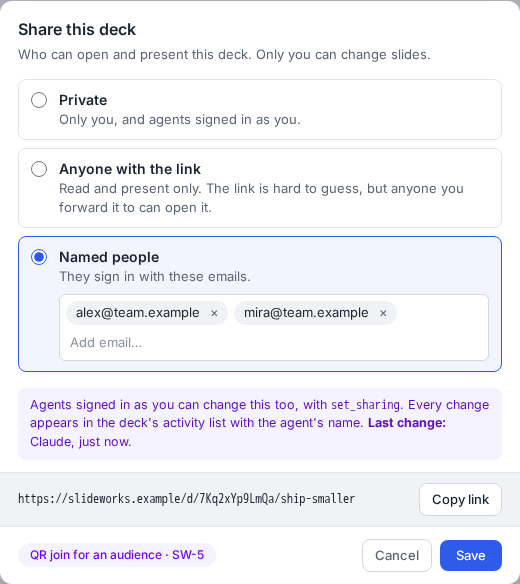 Share this deck
Who can open and present this deck. Only you can change slides.
Private
Only you, and agents signed in as you.
Anyone with the link
Read and present only. The link is hard to guess, but anyone you
forward it to can open it.
Named people
They sign in with these emails.
alex@team.example × mira@team.example ×
Add email…
Agents signed in as you can change this too, with set_sharing. Every change
appears in the deck's activity list with the agent's name. Last change:
Claude, just now.
https://slideworks.example/d/7Kq2xYp9LmQa/ship-smaller Copy link
QR join for an audience · SW-5 Cancel Save